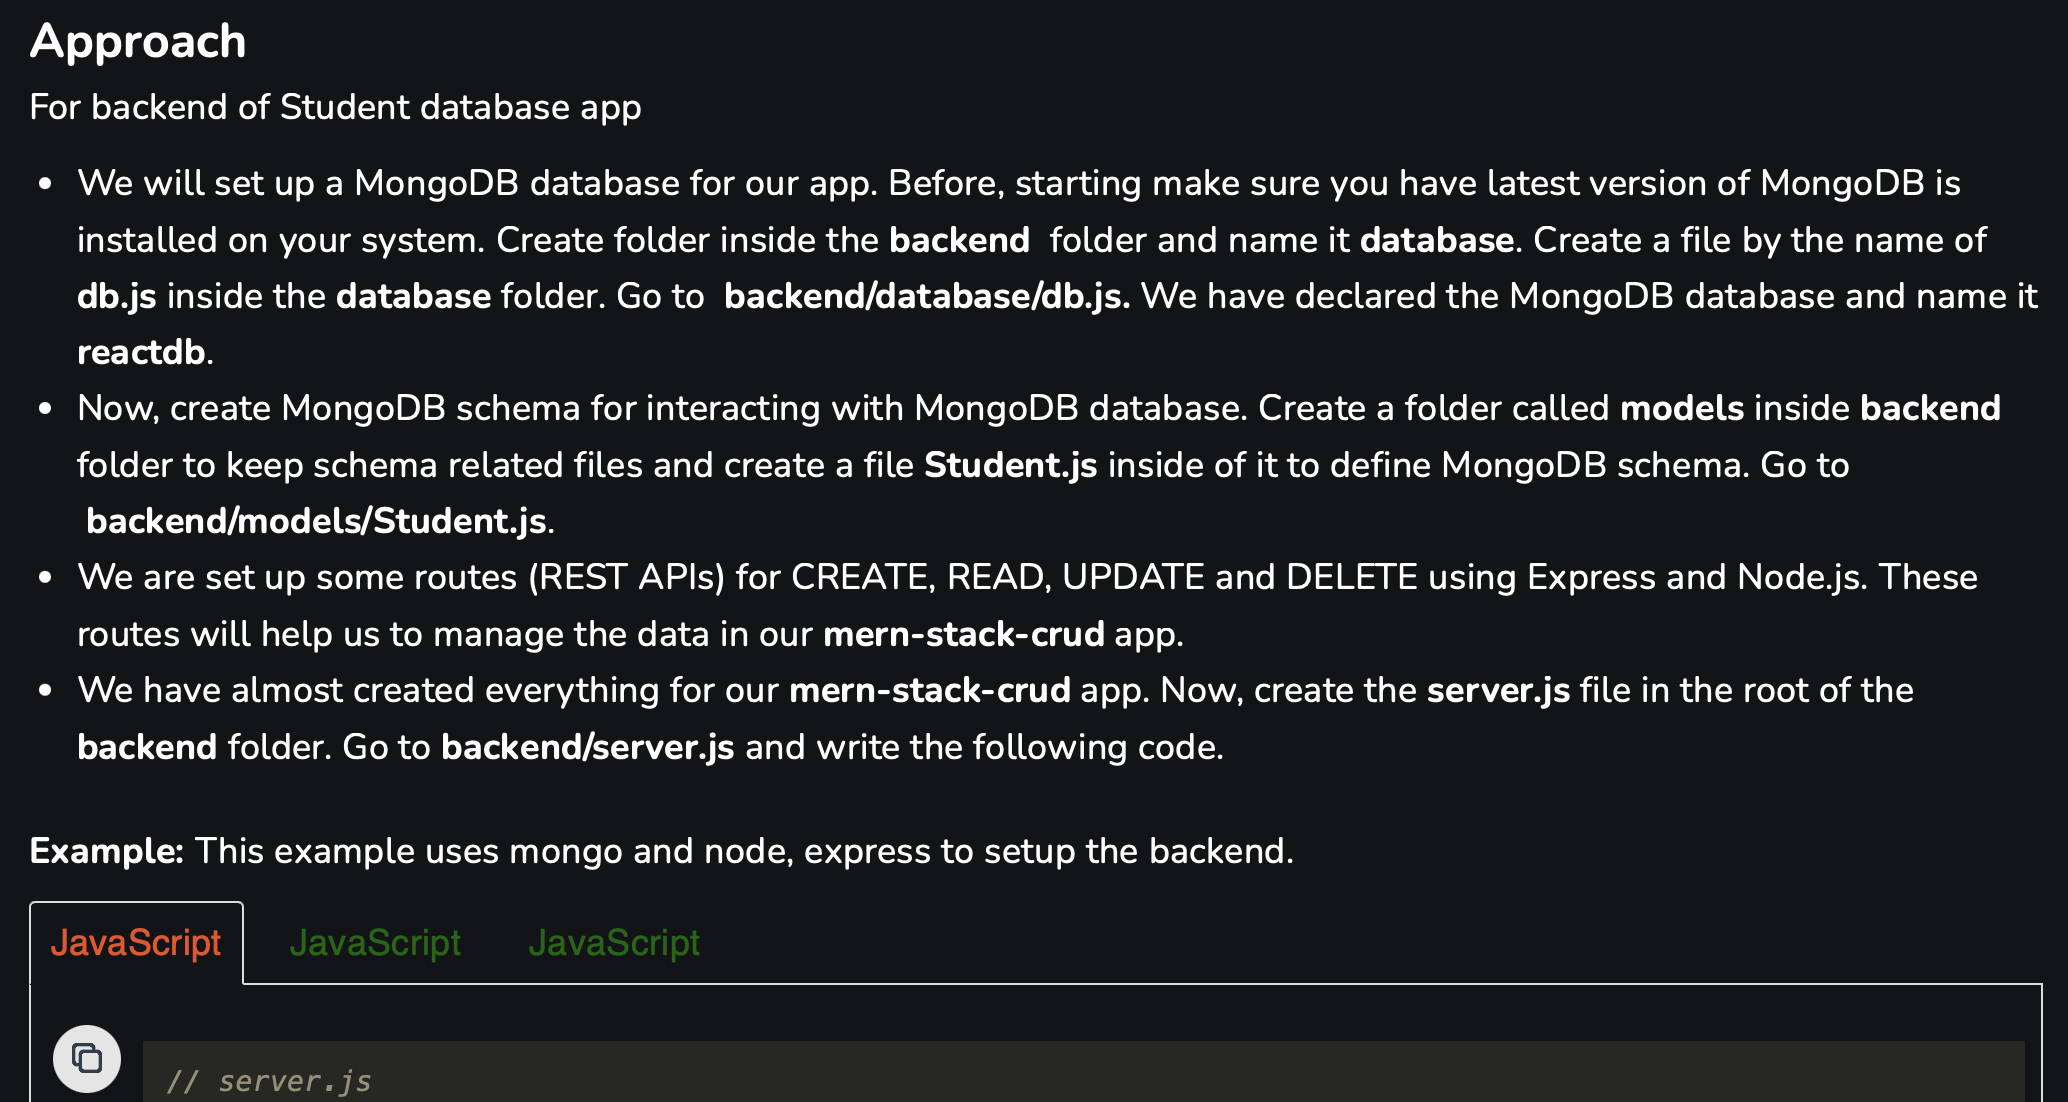 Approach
For backend of Student database app
• We will set up a MongoDB database for our app. Before, starting make sure you have latest version of MongoDB is
installed on your system. Create folder inside the backend folder and name it database. Create a file by the name of
db.js inside the database folder. Go to backend/database/db.js. We have declared the MongoDB database and name it
reactdb.
• Now, create MongoDB schema for interacting with MongoDB database. Create a folder called models inside backend
folder to keep schema related files and create a file Student.js inside of it to define MongoDB schema. Go to
backend/models/Student.js.
• We are set up some routes (REST APIs) for CREATE, READ, UPDATE and DELETE using Express and Node.js. These
routes will help us to manage the data in our mern-stack-crud app.
• We have almost created everything for our mern-stack-crud app. Now, create the server.js file in the root of the
backend folder. Go to backend/server.js and write the following code.
Example: This example uses mongo and node, express to setup the backend.
JavaScript JavaScript JavaScript
// server.js